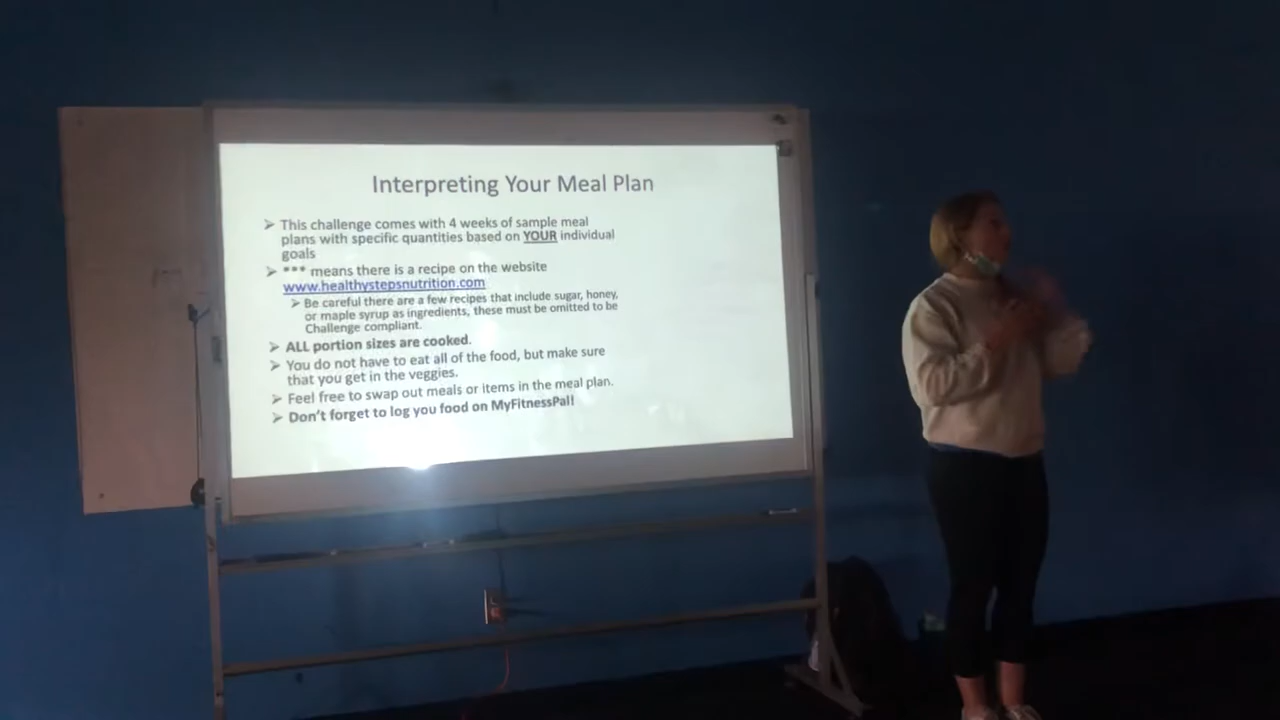 Interpreting Your Meal Plan
➢ This challenge comes with 4 weeks of sample meal
plans with specific quantities based on YOUR individual
goals
➢ *** means there is a recipe on the website
www.healthystepsnutrition.com
➢ Be careful there are a few recipes that include sugar, honey,
or maple syrup as ingredients, these must be omitted to be
Challenge compliant.
➢ ALL portion sizes are cooked.
➢ You do not have to eat all of the food, but make sure
that you get in the veggies.
➢ Feel free to swap out meals or items in the meal plan.
➢ Don't forget to log you food on MyFitnessPal!